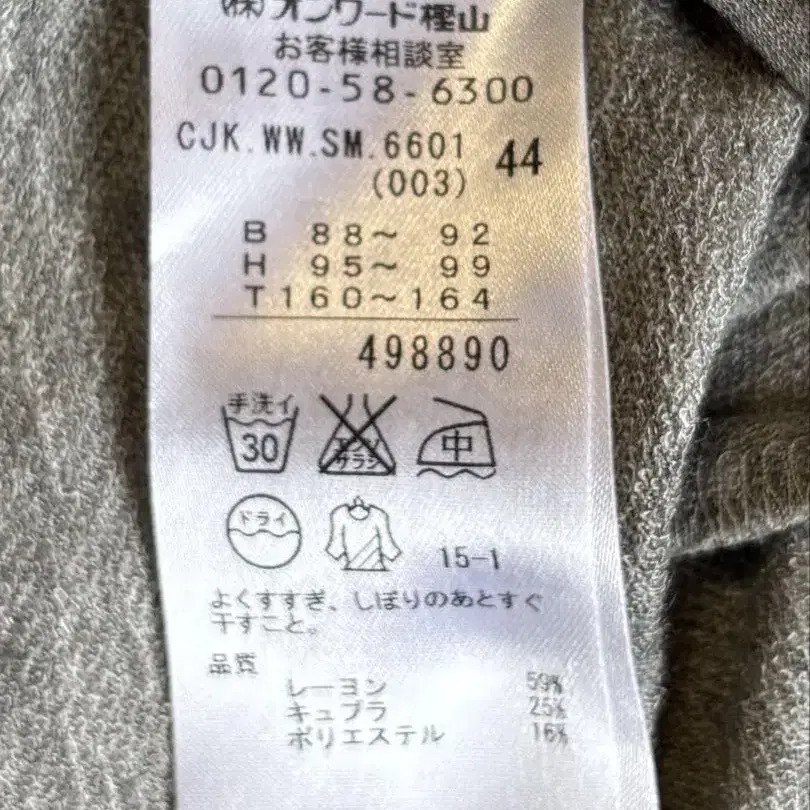 (株)オンワード樫山
お客様相談室
0120-58-6300
CJK.WW.SM.6601 44
(003)
B 88～ 92
H 95～ 99
T160～164
498890
手洗イ
30
エンソ
サラシ
中
ドライ
15-1
よくすすぎ、しぼりのあとすぐ
干すこと。
品質
レーヨン 59%
キュプラ 25%
ポリエステル 16%